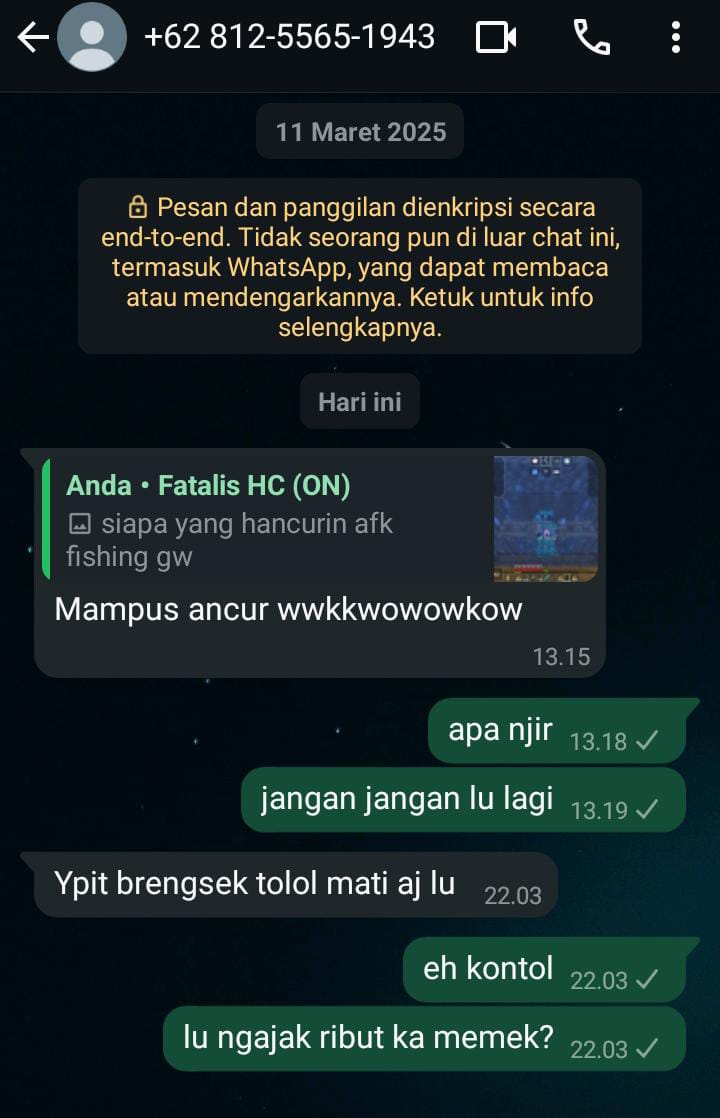 +62 812-5565-1943
11 Maret 2025
Pesan dan panggilan dienkripsi secara
end-to-end. Tidak seorang pun di luar chat ini,
termasuk WhatsApp, yang dapat membaca
atau mendengarkannya. Ketuk untuk info
selengkapnya.
Hari ini
Anda • Fatalis HC (ON)
siapa yang hancurin afk
fishing gw
Mampus ancur wwkkwowowkow
13.15
apa njir 13.18
jangan jangan lu lagi 13.19
Ypit brengsek tolol mati aj lu 22.03
eh kontol 22.03
lu ngajak ribut ka memek? 22.03